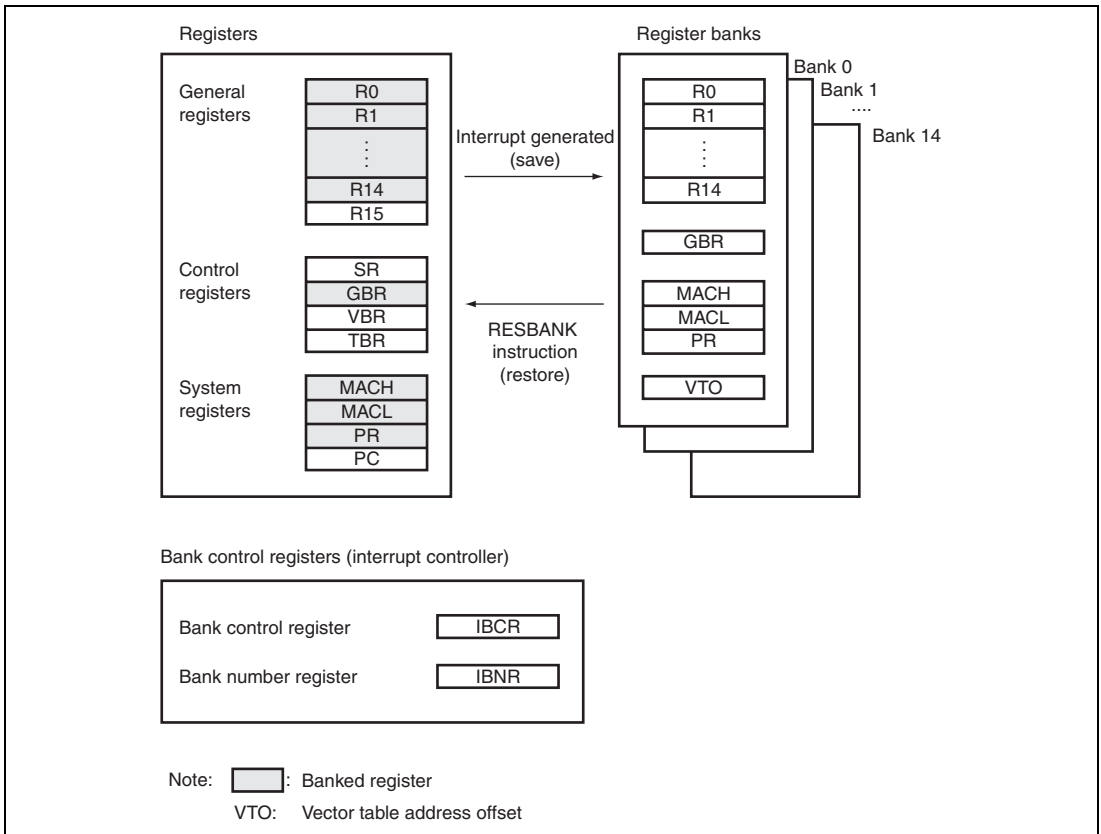 Registers
General
registers
R0
R1
R14
R15
Control
registers
SR
GBR
VBR
TBR
System
registers
MACH
MACL
PR
PC
Interrupt generated
(save)
RESBANK
instruction
(restore)
Register banks
Bank 0
Bank 1
....
Bank 14
R0
R1
R14
GBR
MACH
MACL
PR
VTO
Bank control registers (interrupt controller)
Bank control register
IBCR
Bank number register
IBNR
Note: : Banked register
VTO: Vector table address offset